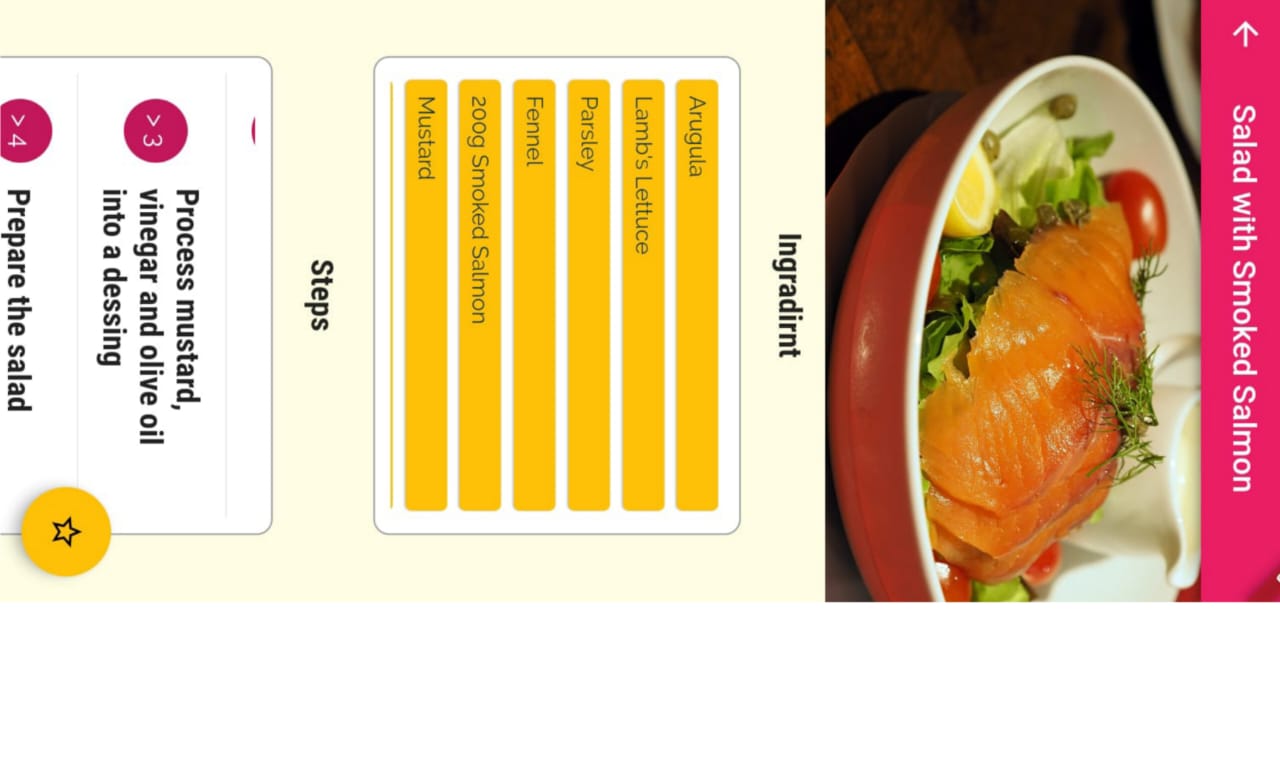 Salad with Smoked Salmon
Ingradirnt
Arugula
Lamb's Lettuce
Parsley
Fennel
200g Smoked Salmon
Mustard
Steps
> 3
Process mustard,
vinegar and olive oil
into a dessing
> 4
Prepare the salad